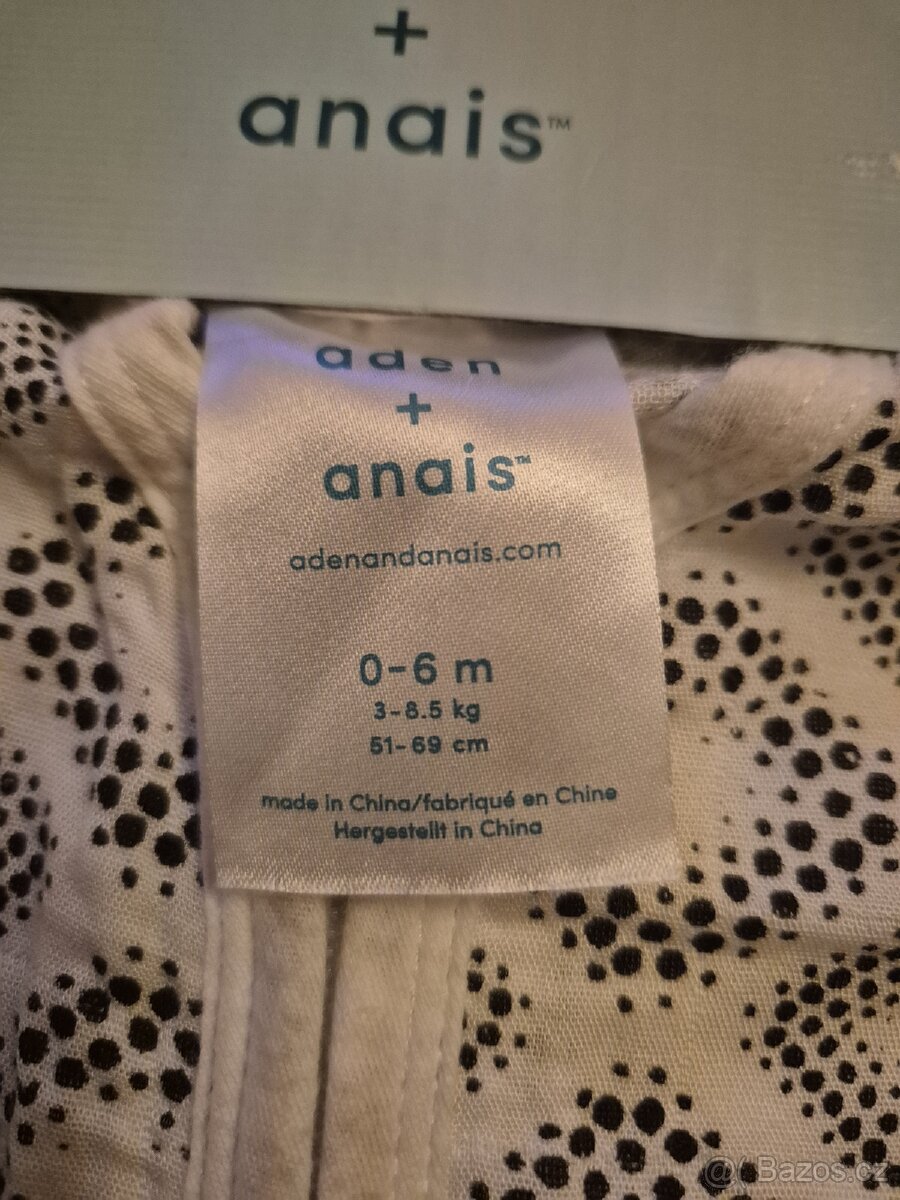 +
anais™
aden
+
anais™
adenandanais.com
0-6 m
3-8.5 kg
51-69 cm
made in China/fabriqué en Chine
Hergestellt in China
Bazos.cz